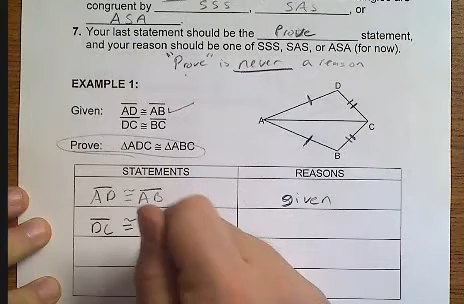 congruent by SSS, SAS, or
ASA
7. Your last statement should be the Prove statement,
and your reason should be one of SSS, SAS, or ASA (for now).
"Prove" is never a reason
EXAMPLE 1:
Given: AD ≅ AB
DC ≅ BC
Prove: ΔADC ≅ ΔABC
D
A
C
B
STATEMENTS REASONS
AD ≅ AB given
DC ≅